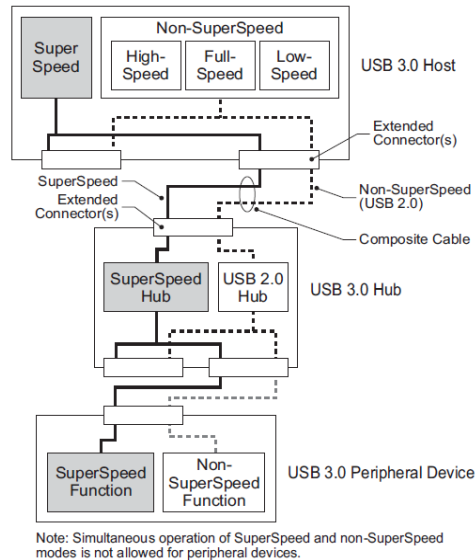 Super
Speed
Non-SuperSpeed
High-
Speed
Full-
Speed
Low-
Speed
USB 3.0 Host
Extended
Connector(s)
SuperSpeed
Extended
Connector(s)
Non-SuperSpeed
(USB 2.0)
Composite Cable
SuperSpeed
Hub
USB 2.0
Hub
USB 3.0 Hub
SuperSpeed
Function
Non-
SuperSpeed
Function
USB 3.0 Peripheral Device
Note: Simultaneous operation of SuperSpeed and non-SuperSpeed
modes is not allowed for peripheral devices.